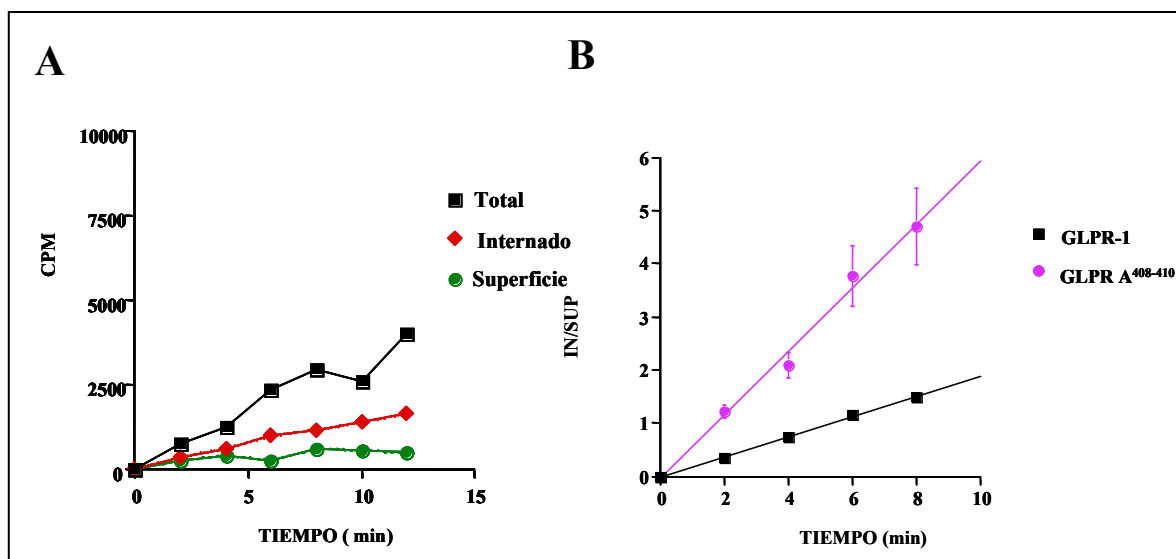 A
10000
7500
5000
2500
0
CPM
0
5
10
15
TIEMPO ( min)
Total
Internado
Superficie
B
6
5
4
3
2
1
0
IN/SUP
0
2
4
6
8
10
TIEMPO (min)
GLPR-1
GLPR A⁴⁰⁸⁻⁴¹⁰